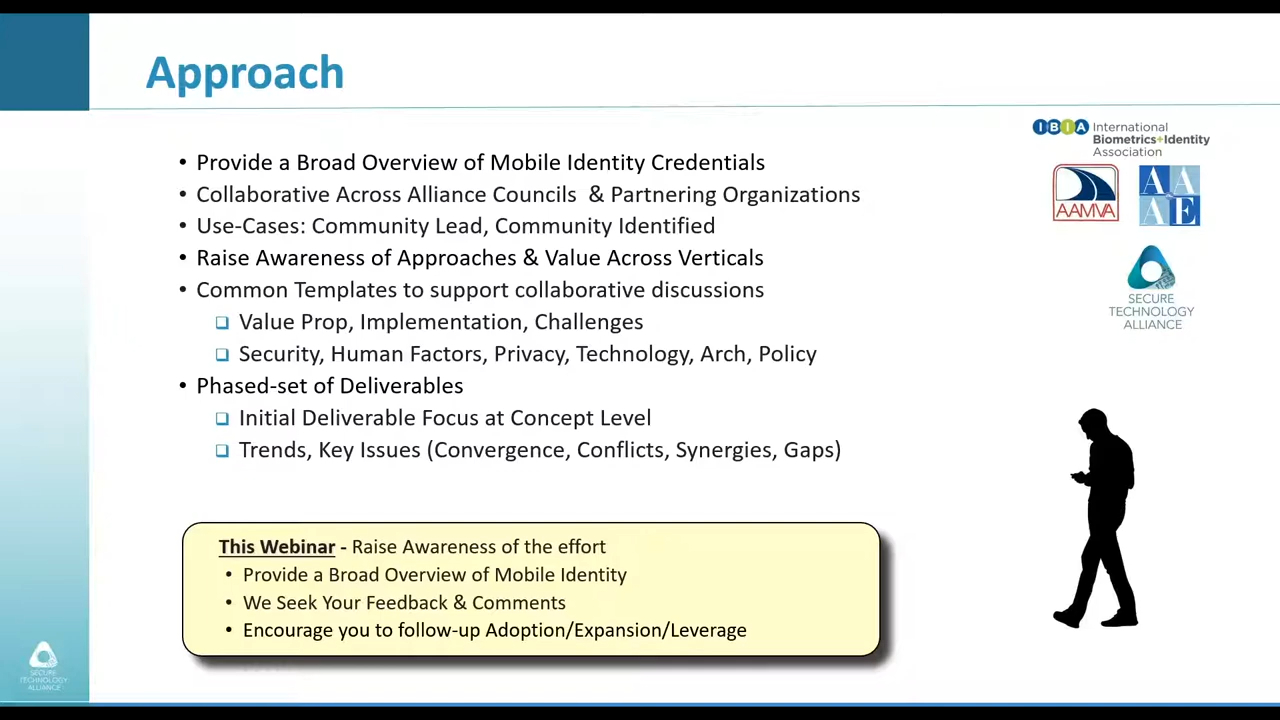 Approach
• Provide a Broad Overview of Mobile Identity Credentials
• Collaborative Across Alliance Councils & Partnering Organizations
• Use-Cases: Community Lead, Community Identified
• Raise Awareness of Approaches & Value Across Verticals
• Common Templates to support collaborative discussions
❑ Value Prop, Implementation, Challenges
❑ Security, Human Factors, Privacy, Technology, Arch, Policy
• Phased-set of Deliverables
❑ Initial Deliverable Focus at Concept Level
❑ Trends, Key Issues (Convergence, Conflicts, Synergies, Gaps)
This Webinar - Raise Awareness of the effort
• Provide a Broad Overview of Mobile Identity
• We Seek Your Feedback & Comments
• Encourage you to follow-up Adoption/Expansion/Leverage
IBIA International
Biometrics+Identity
Association
AAMVA
AA
AE
SECURE
TECHNOLOGY
ALLIANCE
SECURE
TECHNOLOGY
ALLIANCE